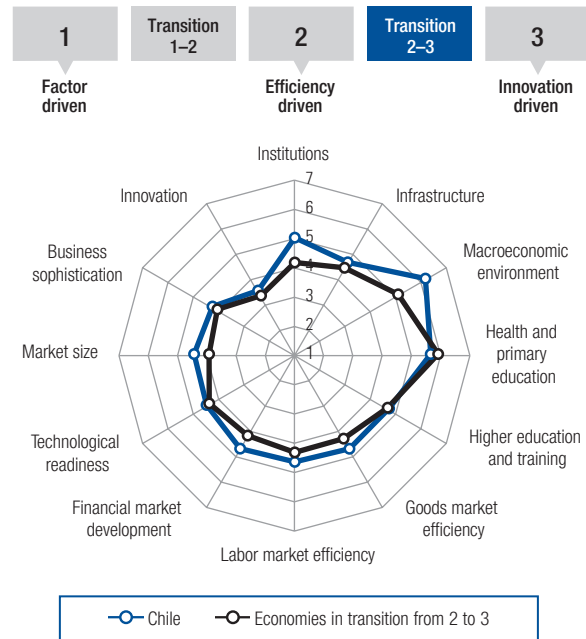 1
Transition
1–2
2
Transition
2–3
3
Factor
driven
Efficiency
driven
Innovation
driven
Institutions
7
6
5
4
3
2
1
Infrastructure
Macroeconomic
environment
Health and
primary
education
Higher education
and training
Goods market
efficiency
Labor market efficiency
Financial market
development
Technological
readiness
Market size
Business
sophistication
Innovation
Chile
Economies in transition from 2 to 3